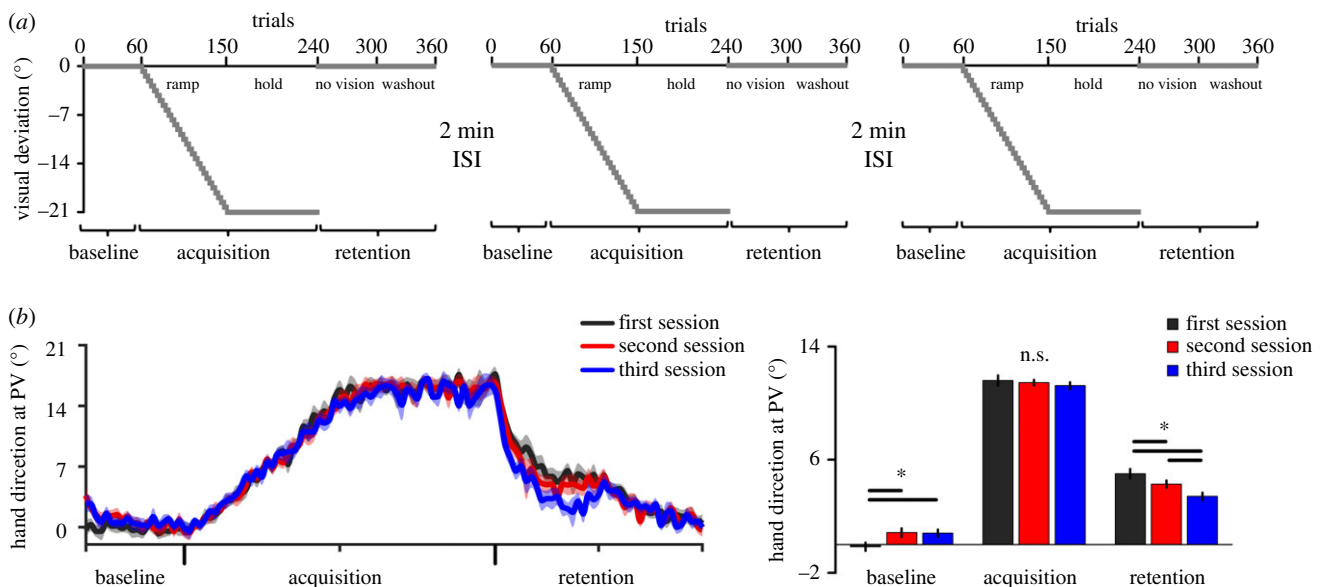 (a)
trials
trials
trials
0 60 150 240 300 360
0 60 150 240 300 360
0 60 150 240 300 360
visual deviation (°)
0
–7
–14
–21
ramp hold no vision washout
ramp hold no vision washout
ramp hold no vision washout
2 min
ISI
2 min
ISI
baseline acquisition retention
baseline acquisition retention
baseline acquisition retention
(b)
hand dircetion at PV (°)
21
14
7
0
first session
second session
third session
baseline acquisition retention
hand dircetion at PV (°)
14
6
–2
first session
second session
third session
*
n.s.
*
baseline acquisition retention